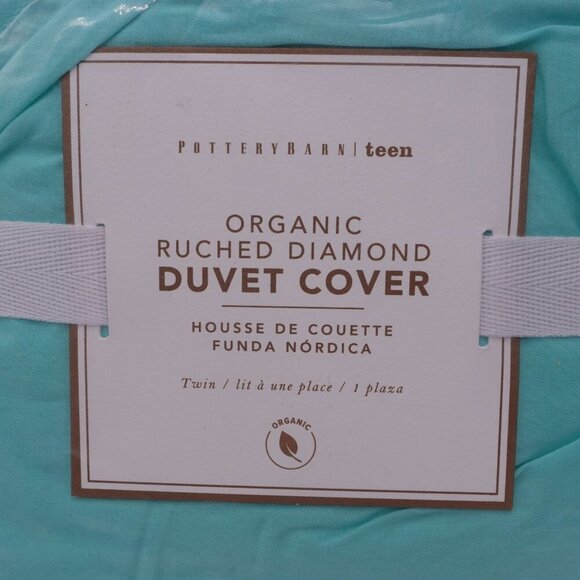 POTTERYBARN | teen
ORGANIC
RUCHED DIAMOND
DUVET COVER
HOUSSE DE COUETTE
FUNDA NÓRDICA
Twin / lit à une place / 1 plaza
ORGANIC